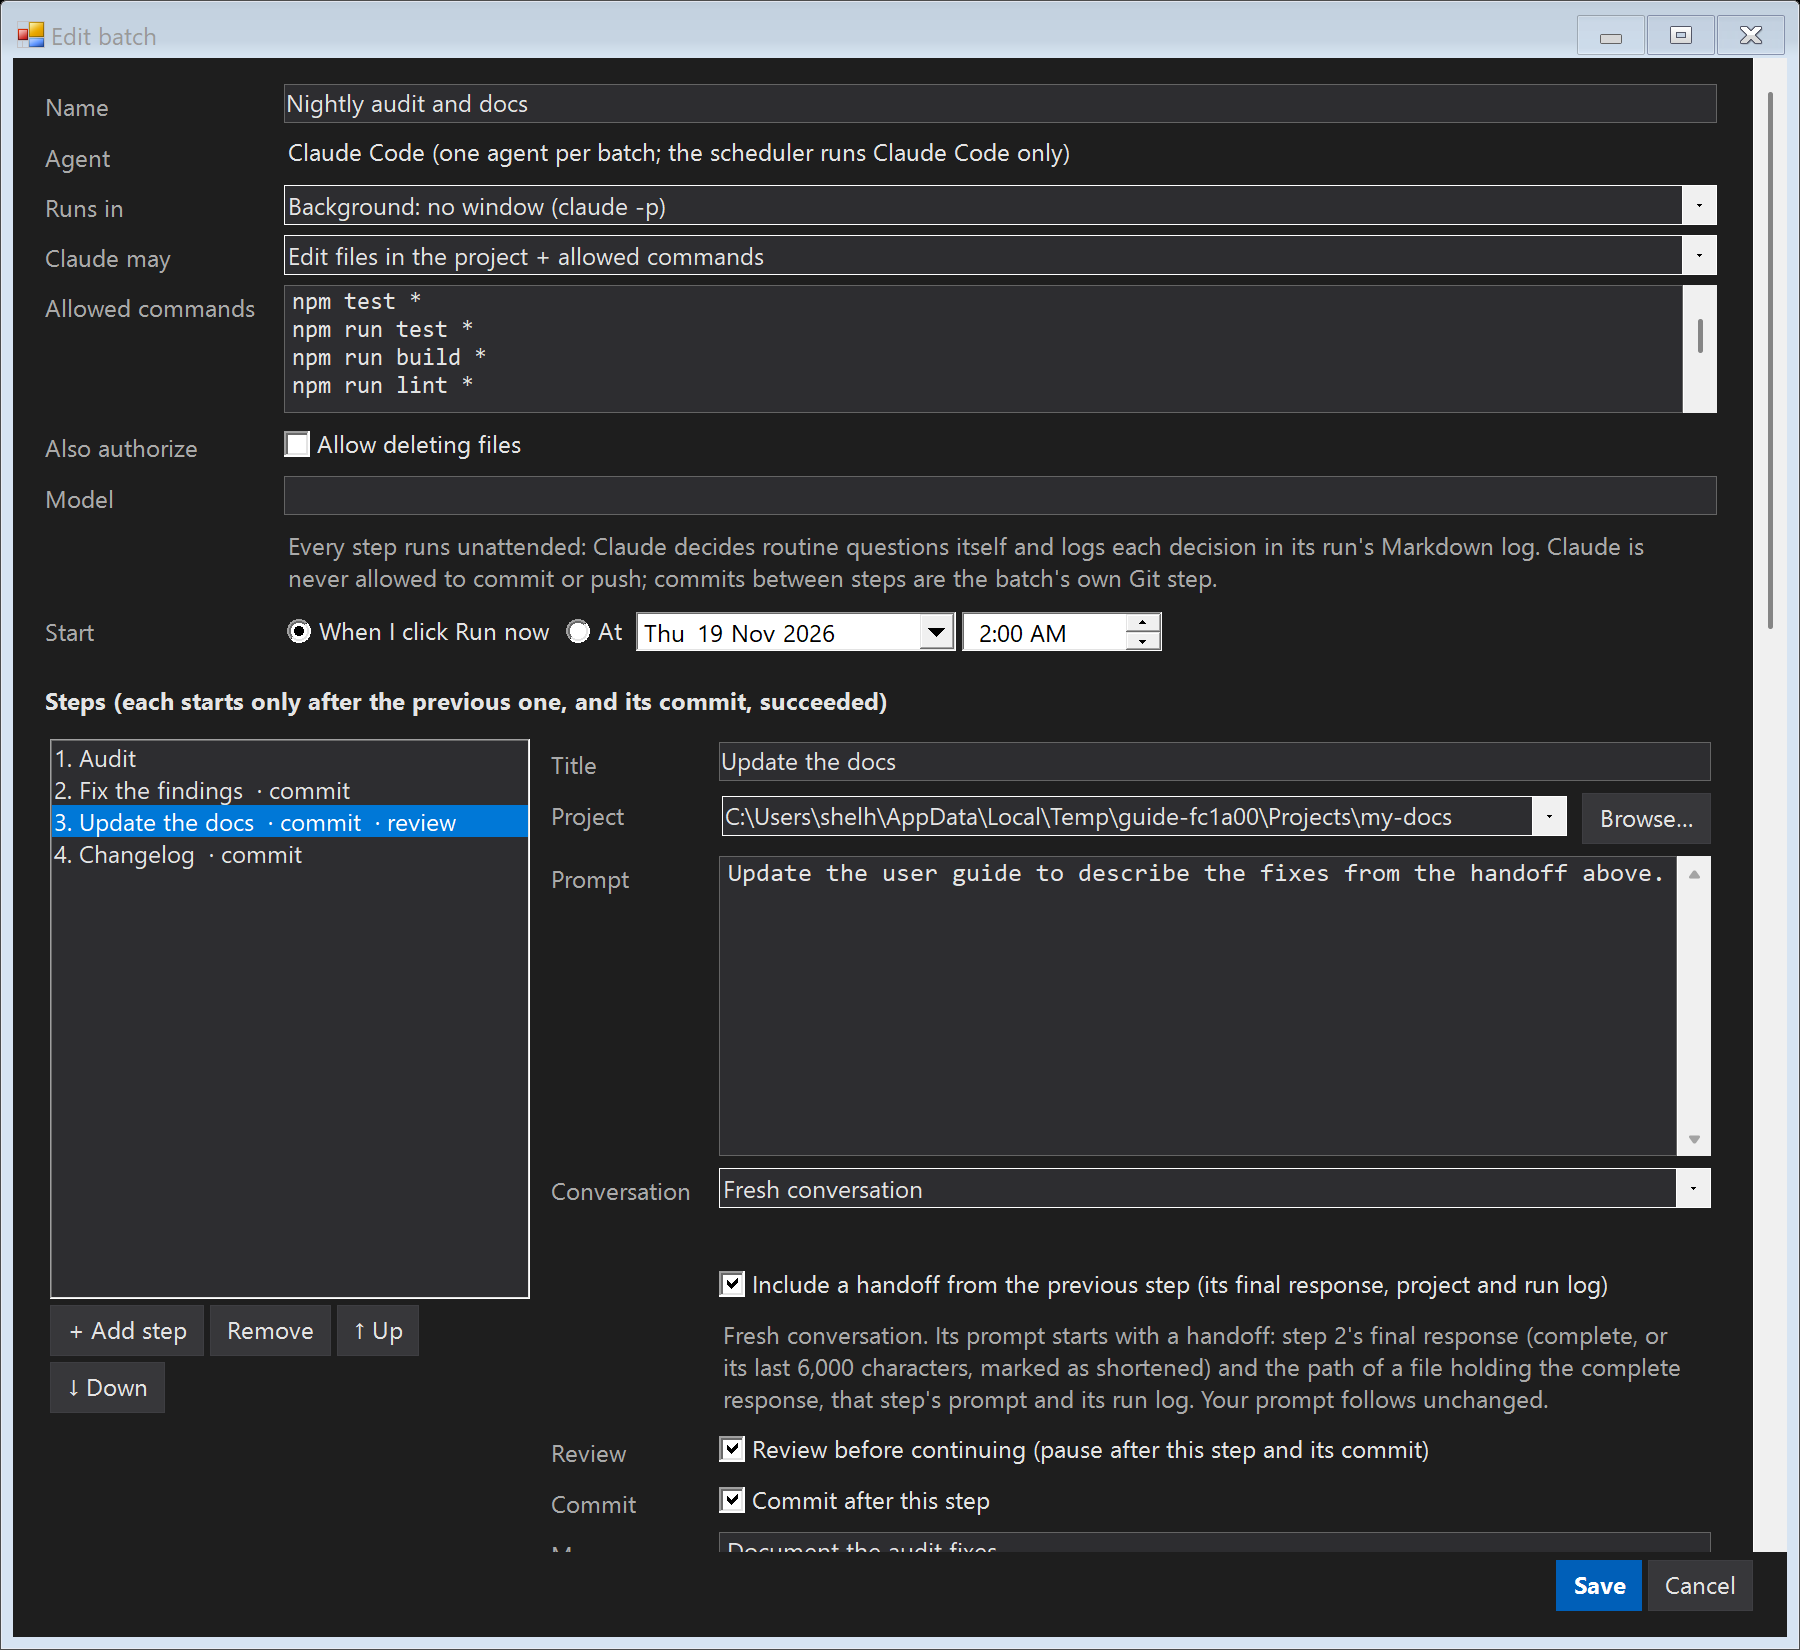 Edit batch
Name
Nightly audit and docs
Agent
Claude Code (one agent per batch; the scheduler runs Claude Code only)
Runs in
Background: no window (claude -p)
Claude may
Edit files in the project + allowed commands
Allowed commands
npm test *
npm run test *
npm run build *
npm run lint *
Also authorize
Allow deleting files
Model
Every step runs unattended: Claude decides routine questions itself and logs each decision in its run's Markdown log. Claude is
never allowed to commit or push; commits between steps are the batch's own Git step.
Start
When I click Run now
At
Thu 19 Nov 2026
2:00 AM
Steps (each starts only after the previous one, and its commit, succeeded)
1. Audit
2. Fix the findings · commit
3. Update the docs · commit · review
4. Changelog · commit
+ Add step
Remove
↑ Up
↓ Down
Title
Update the docs
Project
C:\Users\shelh\AppData\Local\Temp\guide-fc1a00\Projects\my-docs
Browse...
Prompt
Update the user guide to describe the fixes from the handoff above.
Conversation
Fresh conversation
Include a handoff from the previous step (its final response, project and run log)
Fresh conversation. Its prompt starts with a handoff: step 2's final response (complete, or
its last 6,000 characters, marked as shortened) and the path of a file holding the complete
response, that step's prompt and its run log. Your prompt follows unchanged.
Review
Review before continuing (pause after this step and its commit)
Commit
Commit after this step
Document the audit fixes
Save
Cancel